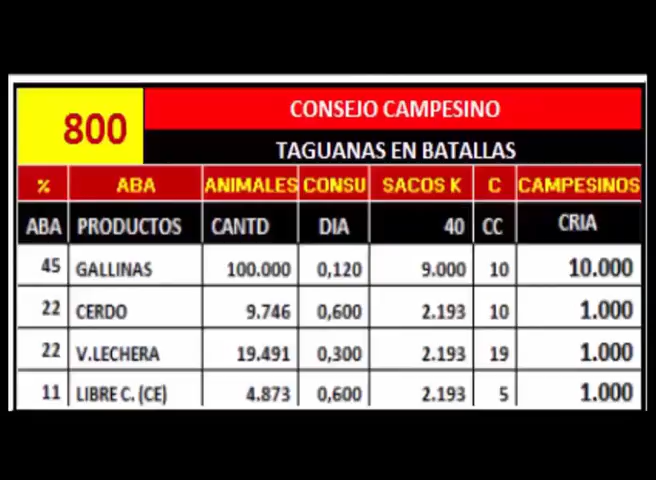 800
CONSEJO CAMPESINO
TAGUANAS EN BATALLAS
% ABA ANIMALES CONSU SACOS K C CAMPESINOS
ABA PRODUCTOS CANTD DIA 40 CC CRIA
45 GALLINAS 100.000 0,120 9.000 10 10.000
22 CERDO 9.746 0,600 2.193 10 1.000
22 V.LECHERA 19.491 0,300 2.193 19 1.000
11 LIBRE C. (CE) 4.873 0,600 2.193 5 1.000